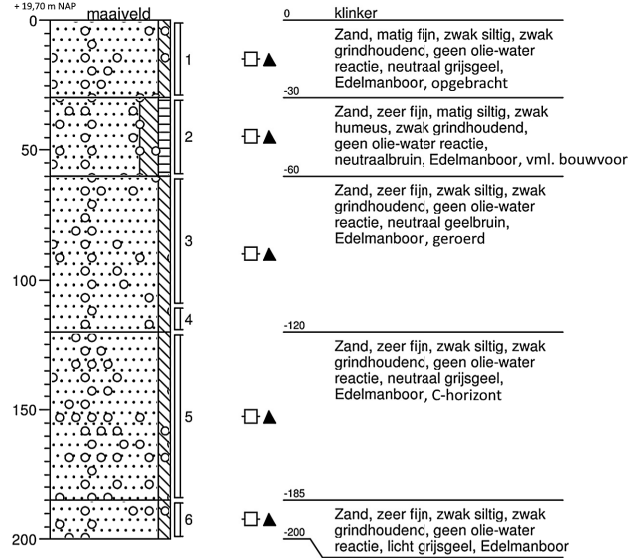 + 19,70 m NAP
maaiveld
0 klinker
0
Zand, matig fijn, zwak siltig, zwak
grindhoudend, geen olie-water
reactie, neutraal grijsgeel,
Edelmanboor, opgebracht
1
-30
Zand, zeer fijn, matig siltig, zwak
humeus, zwak grindhoudend,
geen olie-water reactie,
neutraalbruin, Edelmanboor, vml. bouwvoor
2
50
-60
Zand, zeer fijn, zwak siltig, zwak
grindhoudend, geen olie-water
reactie, neutraal geelbruin,
Edelmanboor, geroerd
3
100
4
-120
Zand, zeer fijn, zwak siltig, zwak
grindhoudend, geen olie-water
reactie, neutraal grijsgeel,
Edelmanboor, C-horizont
150
5
-185
Zand, zeer fijn, zwak siltig, zwak
grindhoudend, geen olie-water
reactie, licht grijsgeel, Edelmanboor
6
200
-200